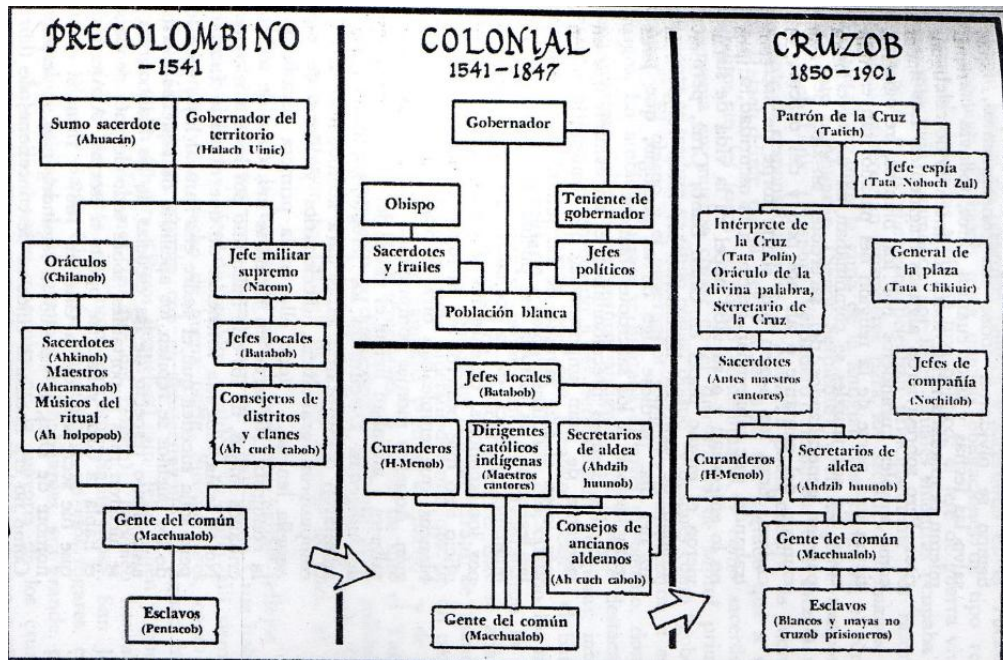 PRECOLOMBINO
-1541
Sumo sacerdote
(Ahuacán)
Gobernador del
territorio
(Halach Uinic)
Oráculos
(Chilanob)
Jefe militar
supremo
(Nacom)
Sacerdotes
(Ahkinob)
Maestros
(Ahcamsahob)
Músicos del
ritual
(Ah holpopob)
Jefes locales
(Batabob)
Consejeros de
distritos
y clanes
(Ah cuch cabob)
Gente del común
(Macehualob)
Esclavos
(Pentacob)
COLONIAL
1541-1847
Gobernador
Obispo
Teniente de
gobernador
Sacerdotes
y frailes
Jefes
políticos
Población blanca
Jefes locales
(Batabob)
Curanderos
(H-Menob)
Dirigentes
católicos
indígenas
(Maestros
cantores)
Secretarios
de aldea
(Ahdzib
huunob)
Consejos de
ancianos
aldeanos
(Ah cuch cabob)
Gente del común
(Macehualob)
CRUZOB
1850-1901
Patrón de la Cruz
(Tatich)
Jefe espía
(Tata Nohoch Zul)
Intérprete de
la Cruz
(Tata Polin)
Oráculo de la
divina palabra,
Secretario de
la Cruz
General de
la plaza
(Tata Chikiuic)
Sacerdotes
(Antes maestros
cantores)
Jefes de
compañía
(Nochilob)
Curanderos
(H-Menob)
Secretarios de
aldea
(Ahdzib huunob)
Gente del común
(Macehualob)
Esclavos
(Blancos y mayas no
cruzob prisioneros)